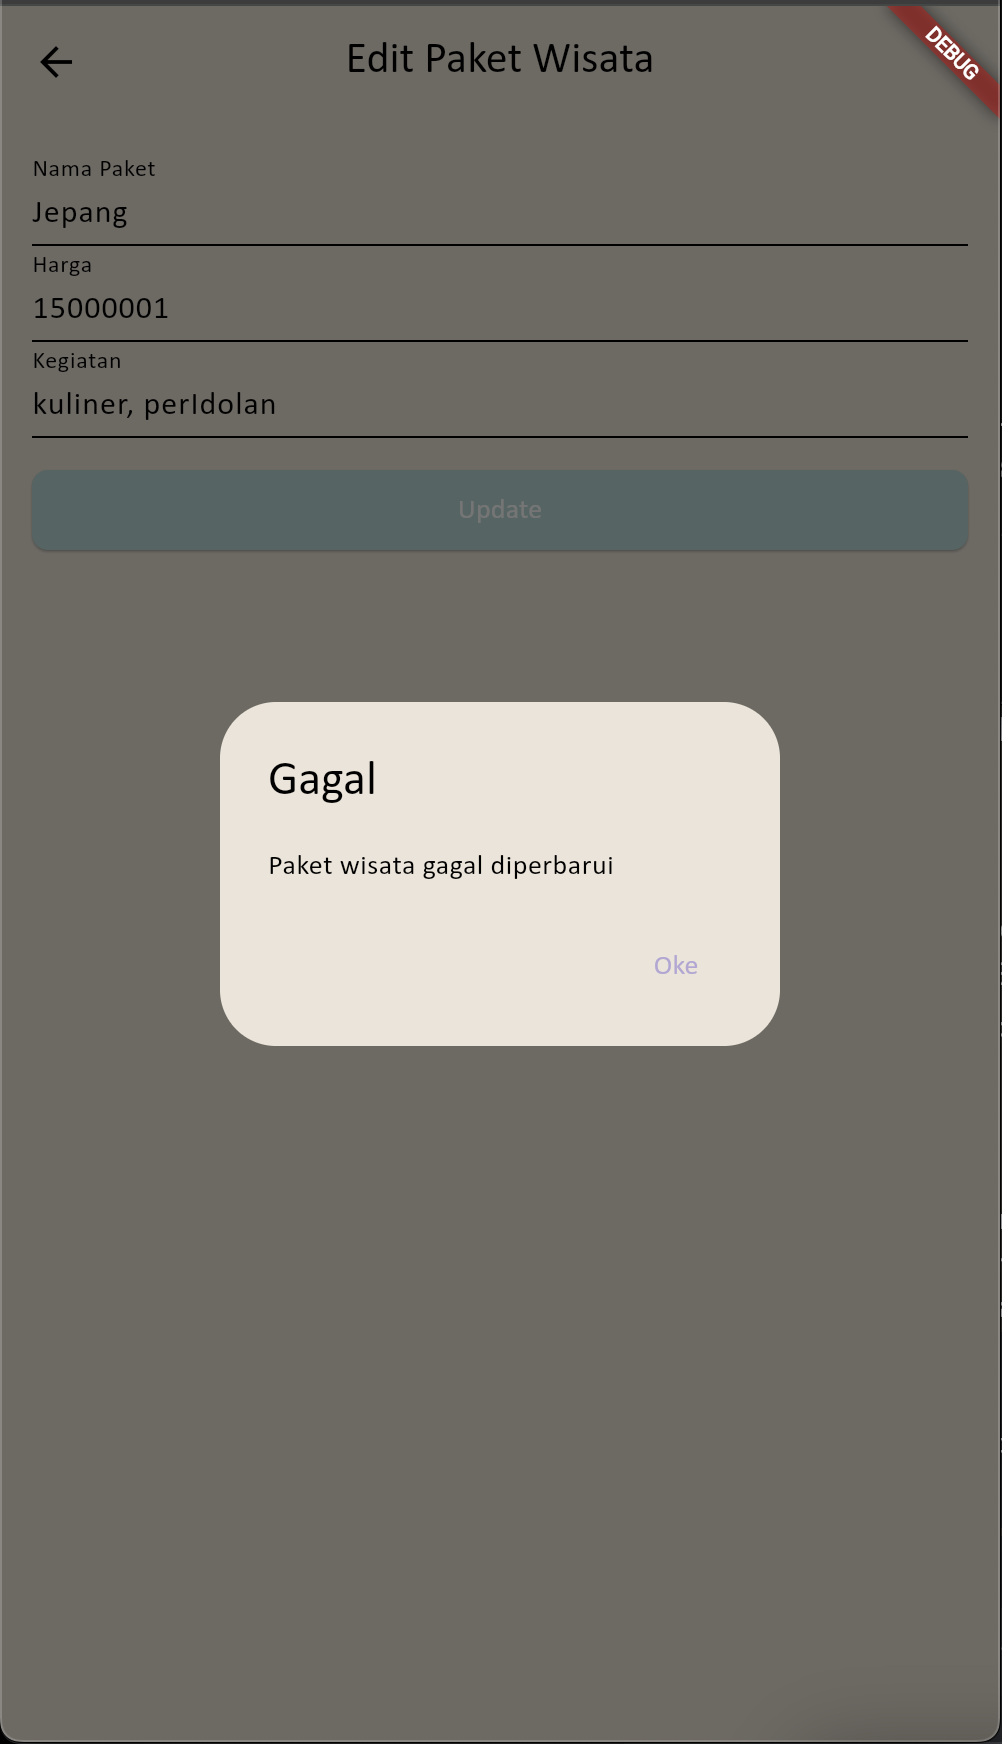 Edit Paket Wisata
DEBUG
Nama Paket
Jepang
Harga
15000001
Kegiatan
kuliner, perIdolan
Update
Gagal
Paket wisata gagal diperbarui
Oke